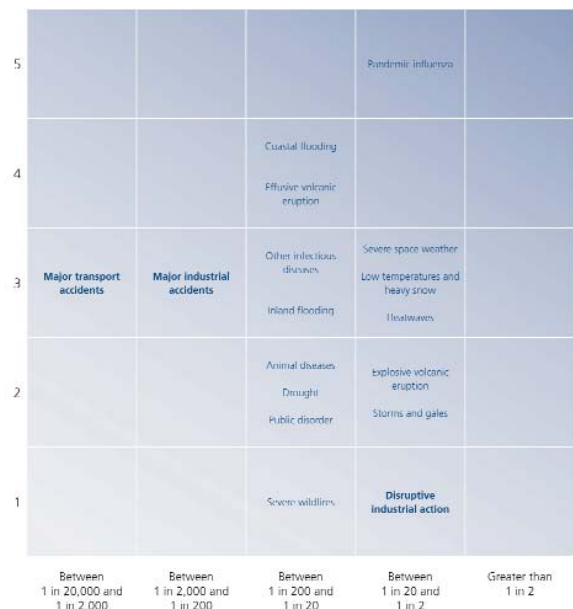 5
Pandemic influenza
4
Coastal flooding
Effusive volcanic
eruption
3
Major transport
accidents
Major industrial
accidents
Other infectious
diseases
Inland flooding
Severe space weather
Low temperatures and
heavy snow
Heatwaves
2
Animal diseases
Drought
Public disorder
Explosive volcanic
eruption
Storms and gales
1
Severe wildfires
Disruptive
industrial action
Between
1 in 20,000 and
1 in 2,000
Between
1 in 2,000 and
1 in 200
Between
1 in 200 and
1 in 20
Between
1 in 20 and
1 in 2
Greater than
1 in 2